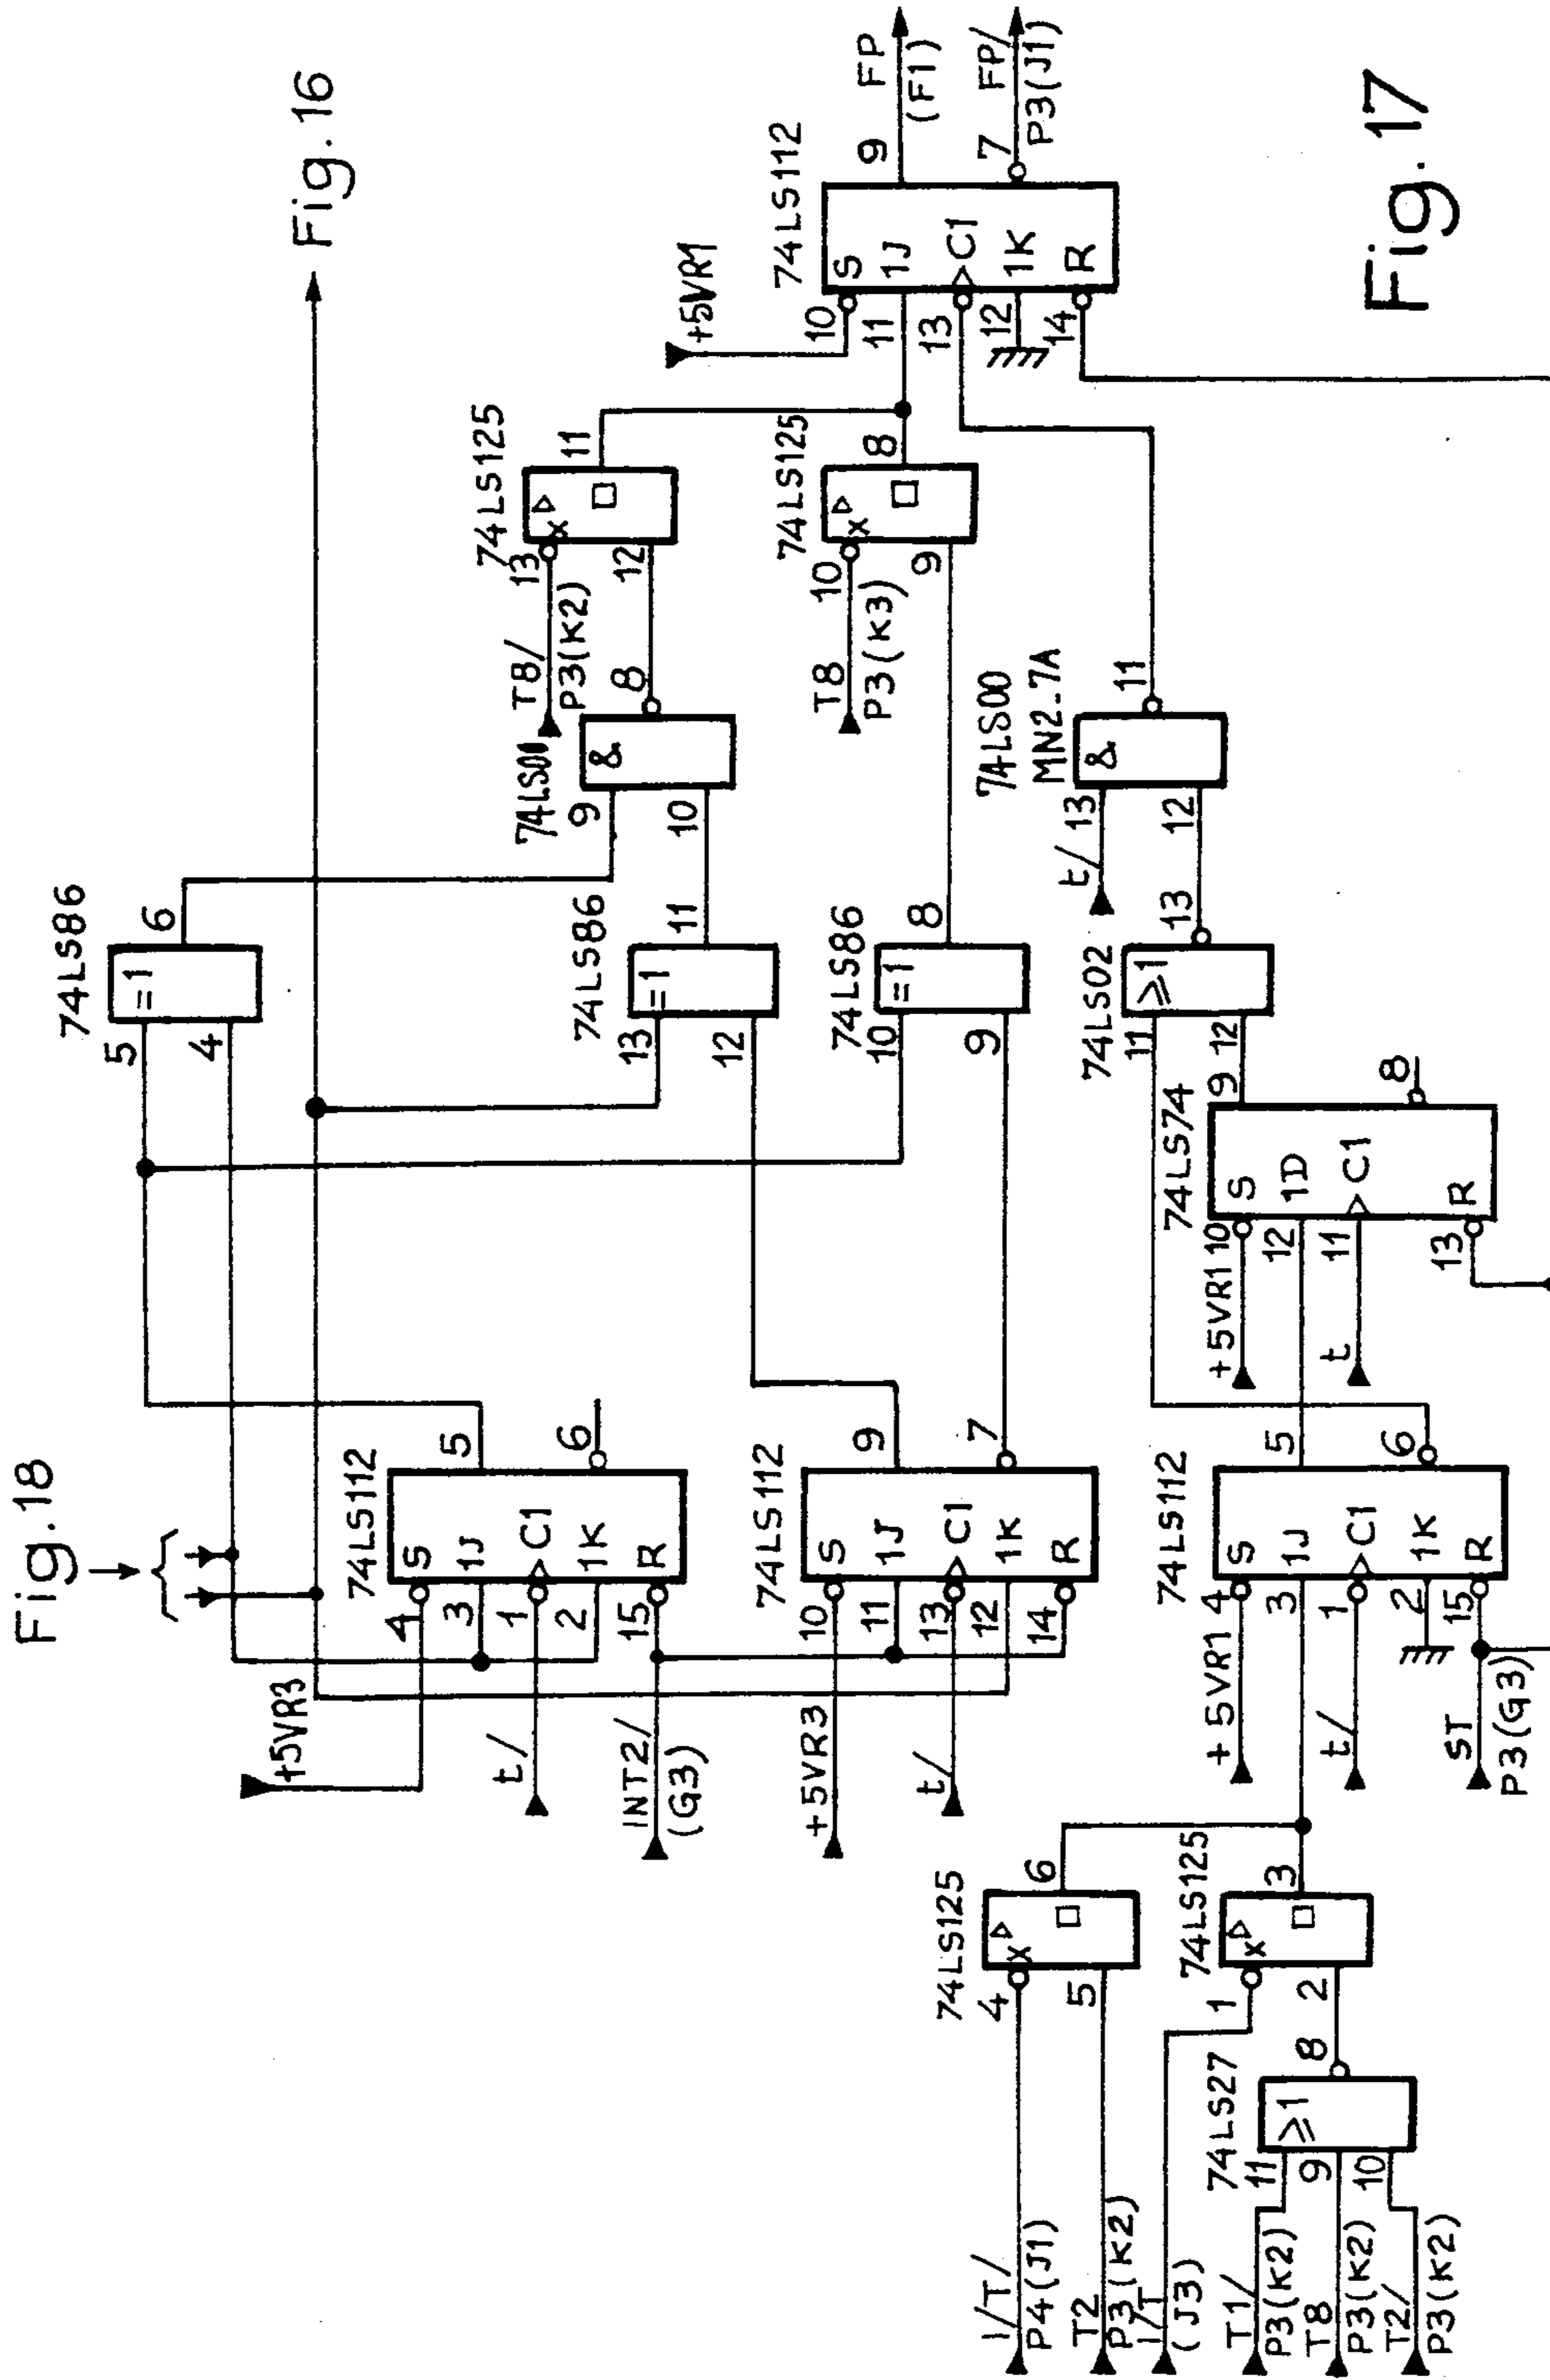 Fig. 18
Fig. 16
Fig. 17
74LS86
5
4
6
74LS112
+5VR3
4
S
3
1J
t/
1
C1
2
1K
INT2/
(G3)
15
R
5
6
74LS112
+5VR3
10
S
11
1J
t/
13
C1
12
1K
14
R
9
7
=1
74LS86
13
12
=1
11
74LS86
10
9
=1
8
74LS00
9
10
&
8
T8/
P3(K2)
74LS125
13
12
X
11
T8
P3(K3)
74LS125
10
9
X
8
+5VR1
74LS112
10
S
11
1J
13
C1
12
1K
14
R
9
FP
(F1)
7
FP/
P3(J1)
74LS00
MN2_7A
t/
13
12
&
11
74LS02
11
12
≥1
13
74LS74
+5VR1
10
S
12
1D
t
11
C1
13
R
9
8
74LS112
+5VR1
4
S
3
1J
t/
1
C1
2
1K
ST
P3(G3)
15
R
5
6
74LS125
I/T/
P4(J1)
4
X
T2
P3(K2)
5
6
74LS125
I/T
(J3)
1
X
2
3
74LS27
T1/
P3(K2)
11
T8
P3(K2)
9
T2/
P3(K2)
10
≥1
8